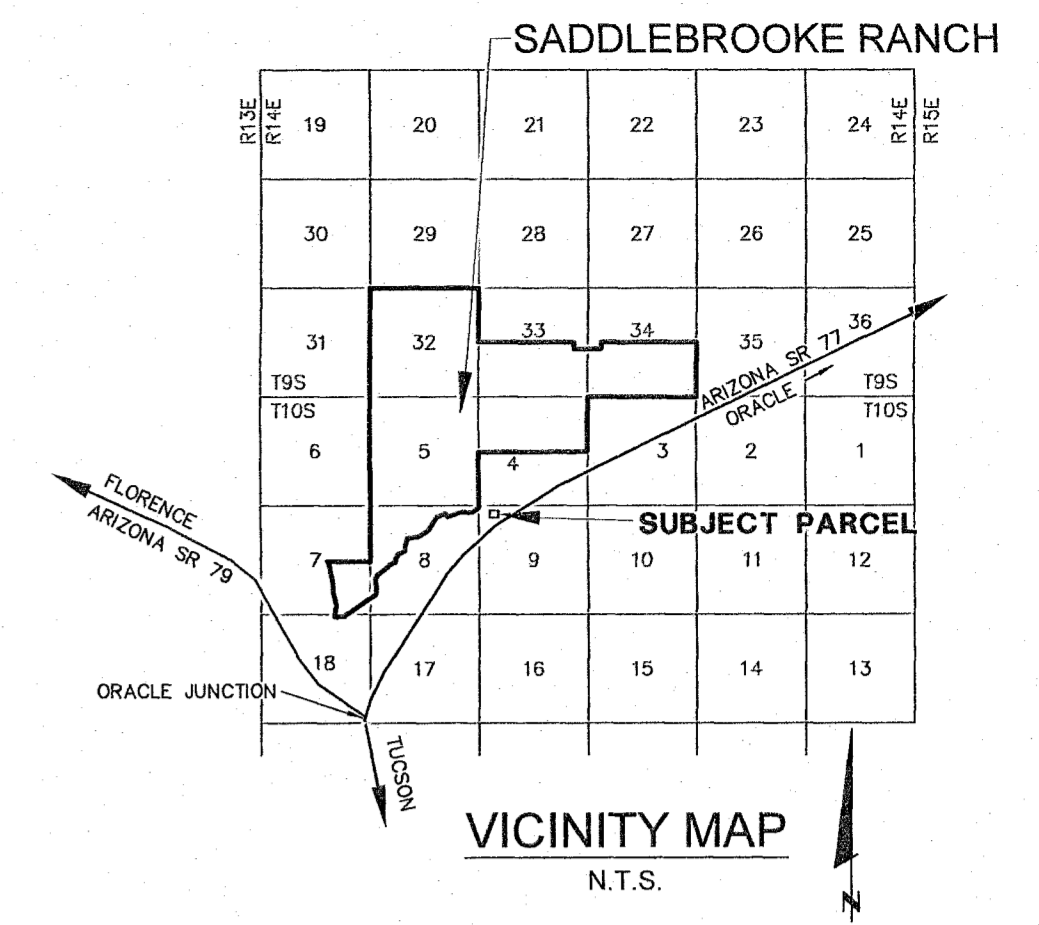 SADDLEBROOKE RANCH
R13E
R14E
19 20 21 22 23 24
R14E
R15E
30 29 28 27 26 25
31 32 33 34 35 36
T9S
T10S
T9S
T10S
ARIZONA SR 77
ORACLE
6 5 4 3 2 1
FLORENCE
ARIZONA SR 79
SUBJECT PARCEL
7 8 9 10 11 12
18 17 16 15 14 13
ORACLE JUNCTION
TUCSON
VICINITY MAP
N.T.S.
N